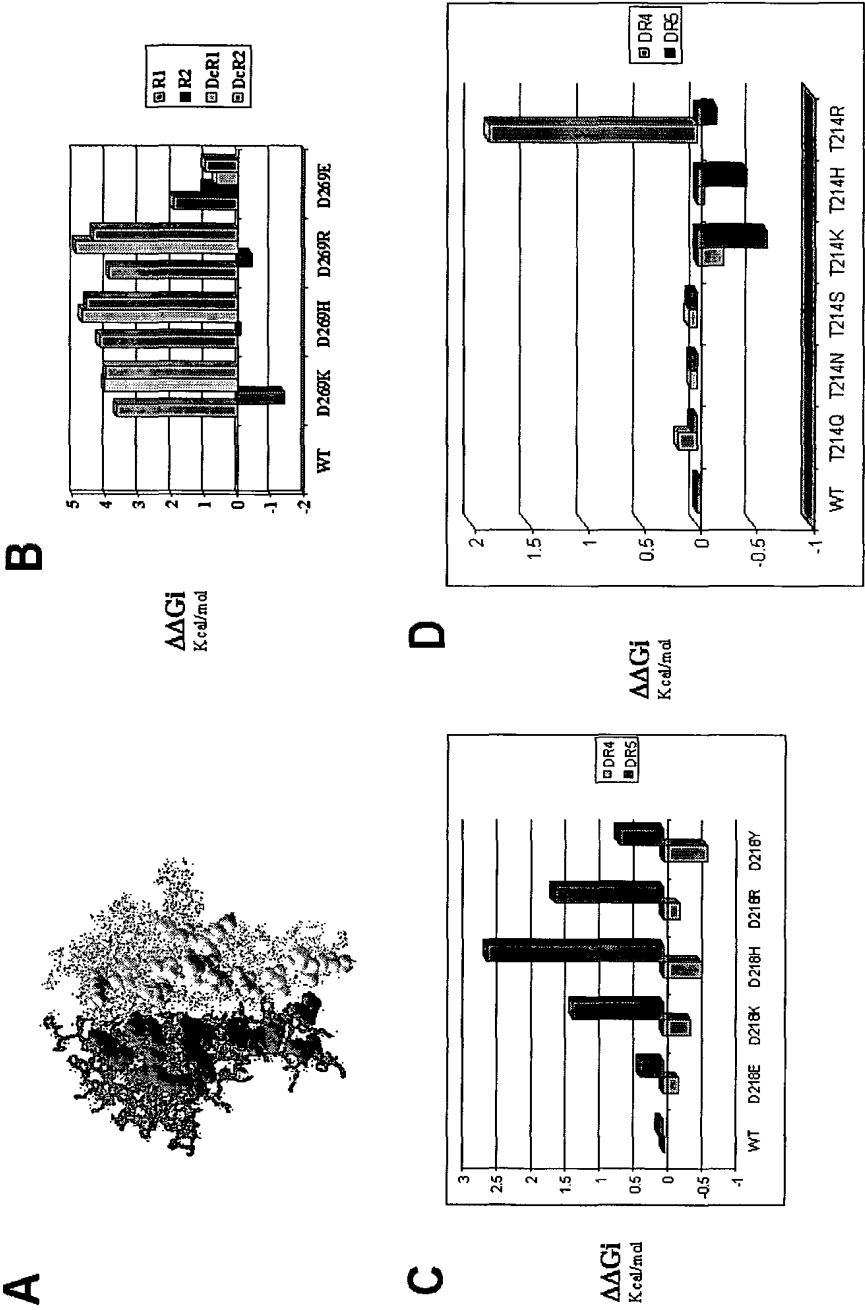 A
B
ΔΔGi
Kcal/mol
5
4
3
2
1
0
-1
-2
WT
D269K
D269H
D269R
D269E
R1
R2
DcR1
DcR2
C
ΔΔGi
Kcal/mol
3
2.5
2
1.5
1
0.5
0
-0.5
-1
WT
D218E
D218K
D218H
D218R
D218Y
DR4
DR5
D
ΔΔGi
Kcal/mol
2
1.5
1
0.5
0
-0.5
-1
WT
T214Q
T214N
T214S
T214K
T214H
T214R
DR4
DR5